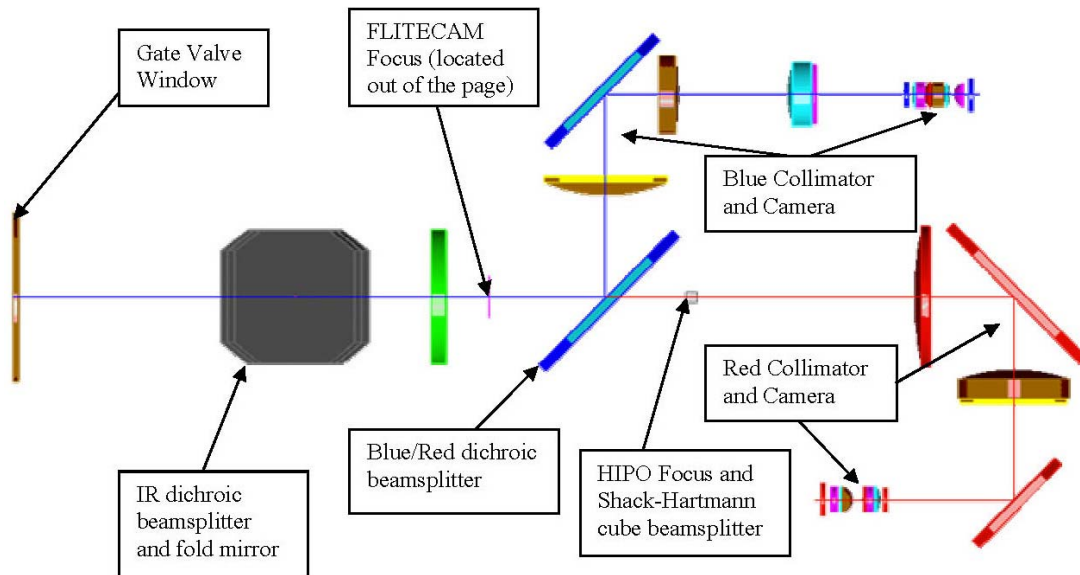 Gate Valve
Window
FLITECAM
Focus (located
out of the page)
Blue Collimator
and Camera
Red Collimator
and Camera
Blue/Red dichroic
beamsplitter
HIPO Focus and
Shack-Hartmann
cube beamsplitter
IR dichroic
beamsplitter
and fold mirror